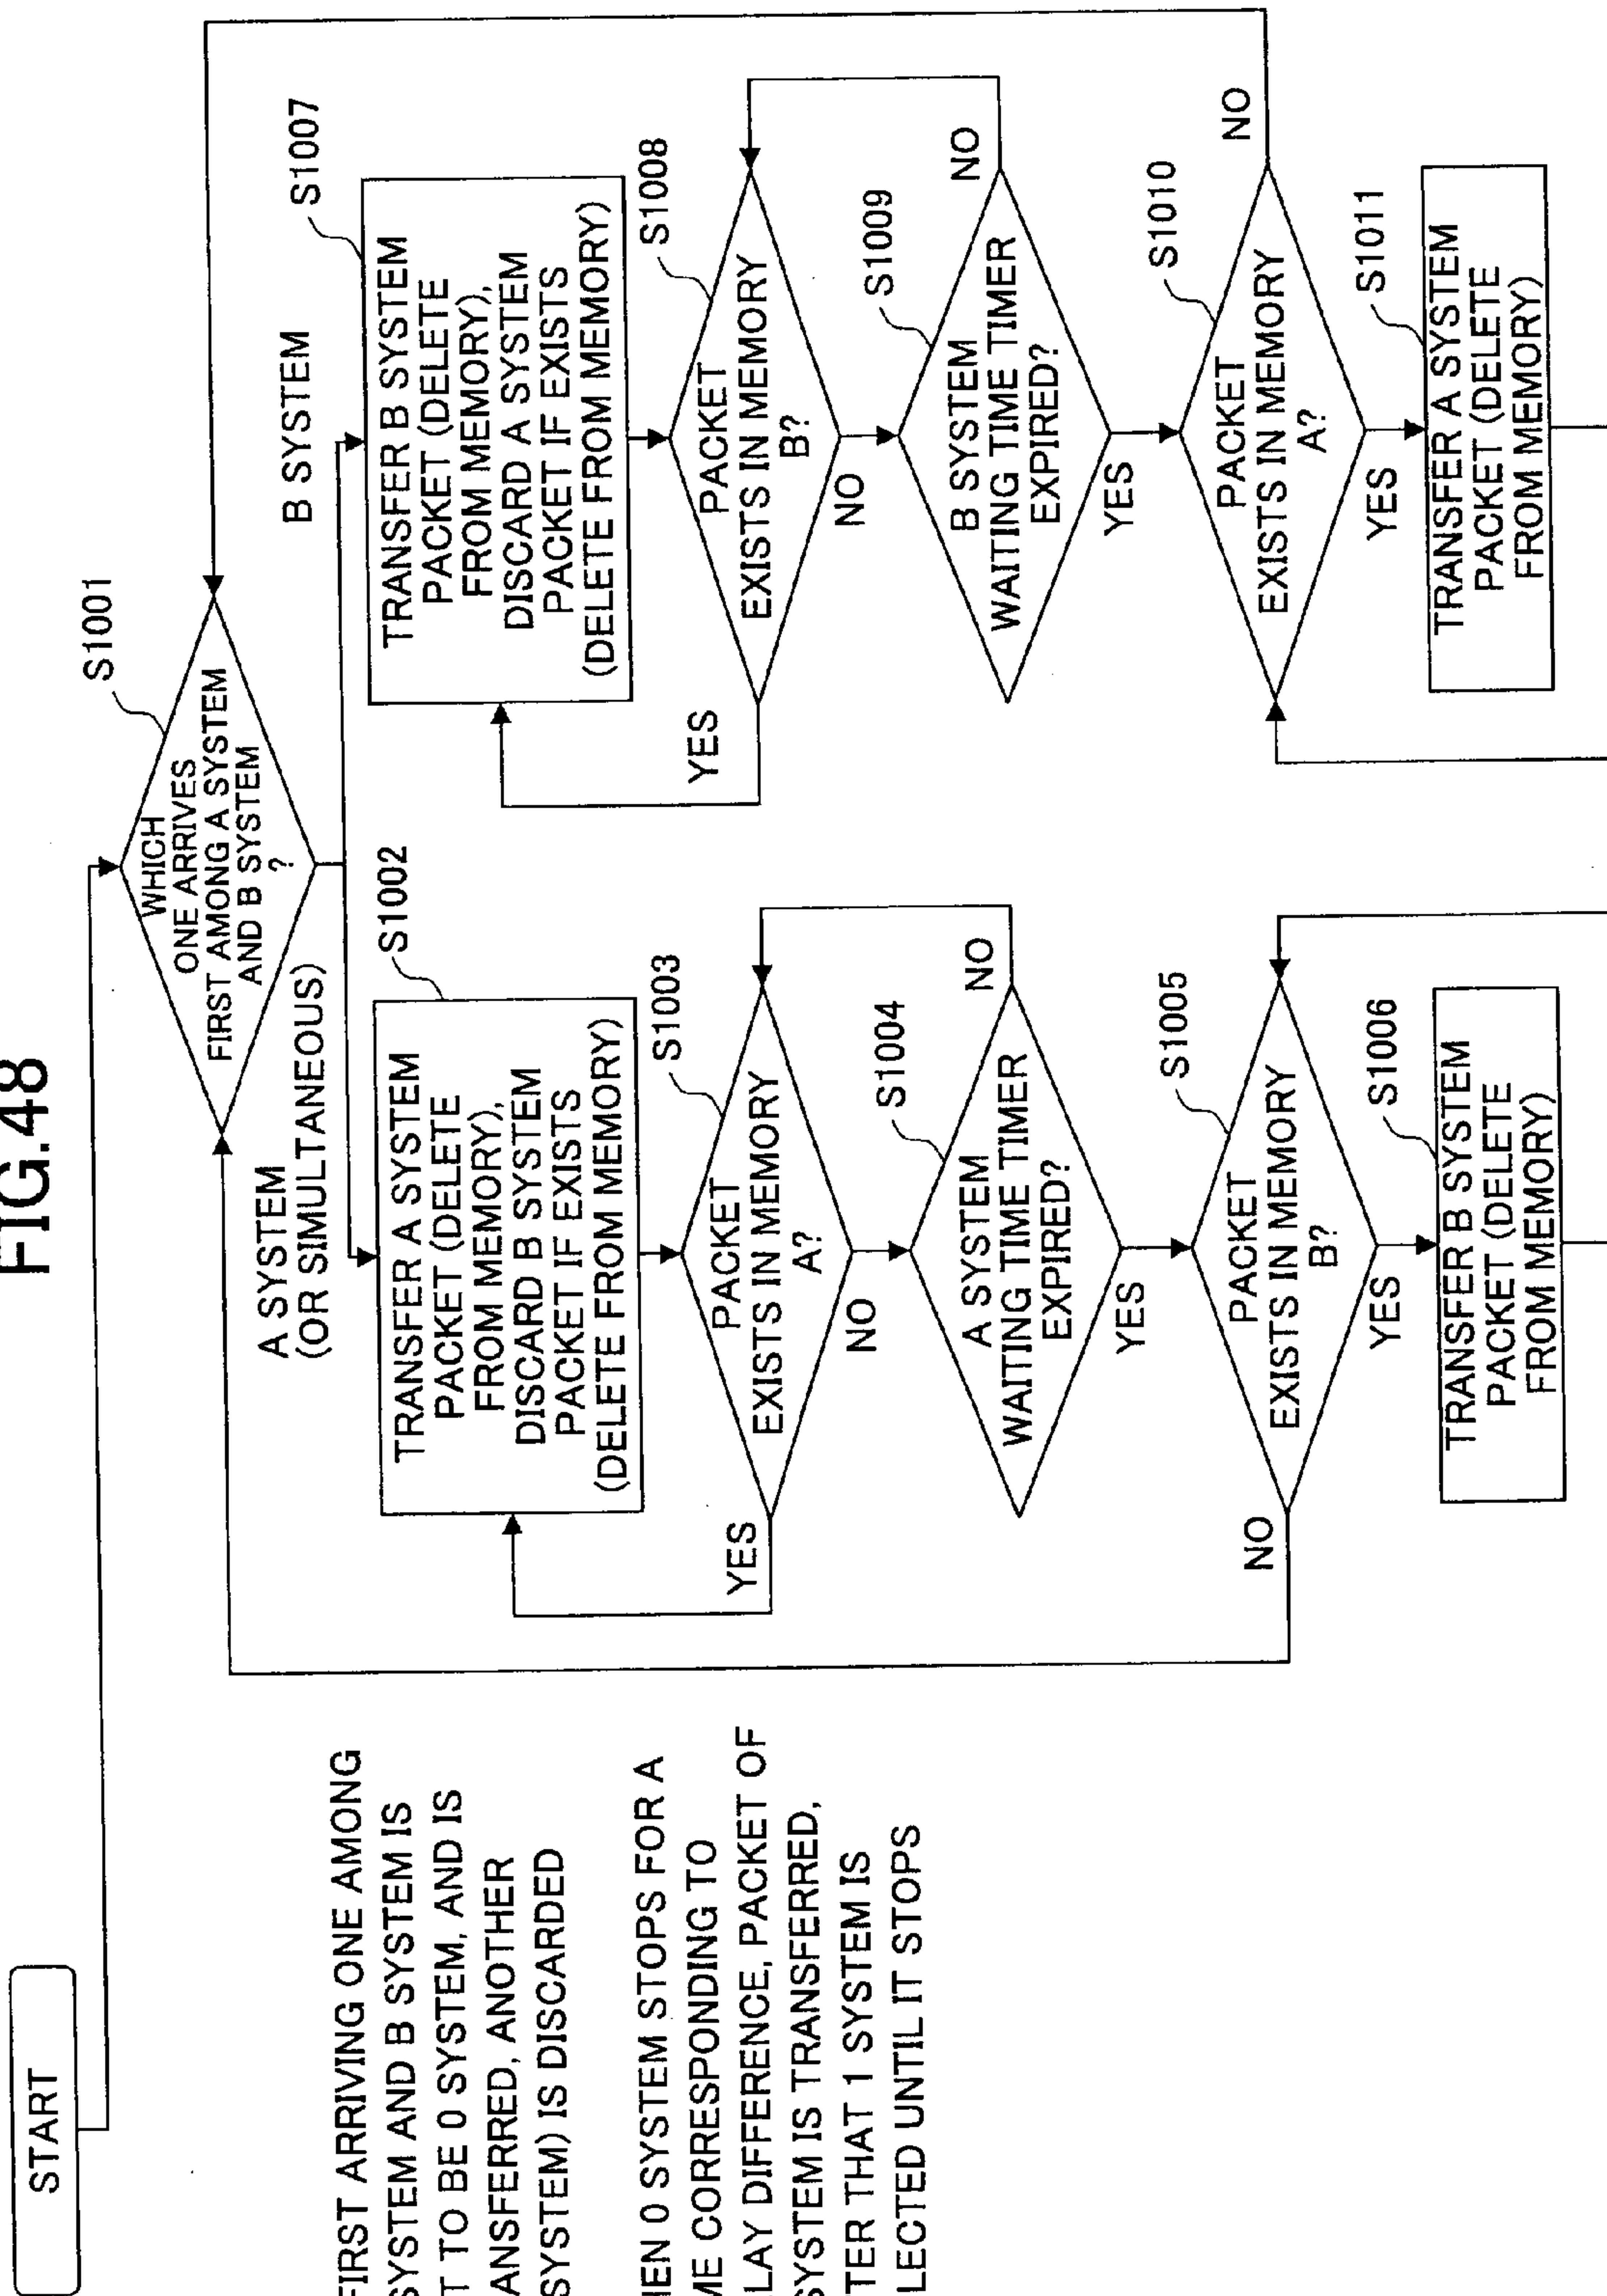 FIG.48
START
FIRST ARRIVING ONE AMONG
SYSTEM AND B SYSTEM IS
TO BE 0 SYSTEM, AND IS
ANOTHER
SYSTEM) IS DISCARDED
0 SYSTEM STOPS FOR A
CORRESPONDING TO
DIFFERENCE, PACKET OF
SYSTEM IS TRANSFERRED,
THAT 1 SYSTEM IS
UNTIL IT STOPS
S1001
WHICH
ONE ARRIVES
FIRST AMONG A SYSTEM
AND B SYSTEM
?
A SYSTEM
(OR SIMULTANEOUS)
S1002
TRANSFER A SYSTEM
PACKET (DELETE
FROM MEMORY),
DISCARD B SYSTEM
PACKET IF EXISTS
(DELETE FROM MEMORY)
S1003
PACKET
EXISTS IN MEMORY
A?
YES
NO
S1004
A SYSTEM
WAITING TIME TIMER
EXPIRED?
NO
YES
S1005
PACKET
EXISTS IN MEMORY
B?
NO
YES
S1006
TRANSFER B SYSTEM
PACKET (DELETE
FROM MEMORY)
B SYSTEM
S1007
TRANSFER B SYSTEM
PACKET (DELETE
FROM MEMORY),
DISCARD A SYSTEM
PACKET IF EXISTS
(DELETE FROM MEMORY)
S1008
PACKET
EXISTS IN MEMORY
B?
YES
NO
S1009
B SYSTEM
WAITING TIME TIMER
EXPIRED?
NO
YES
S1010
PACKET
EXISTS IN MEMORY
A?
NO
YES
S1011
TRANSFER A SYSTEM
PACKET (DELETE
FROM MEMORY)